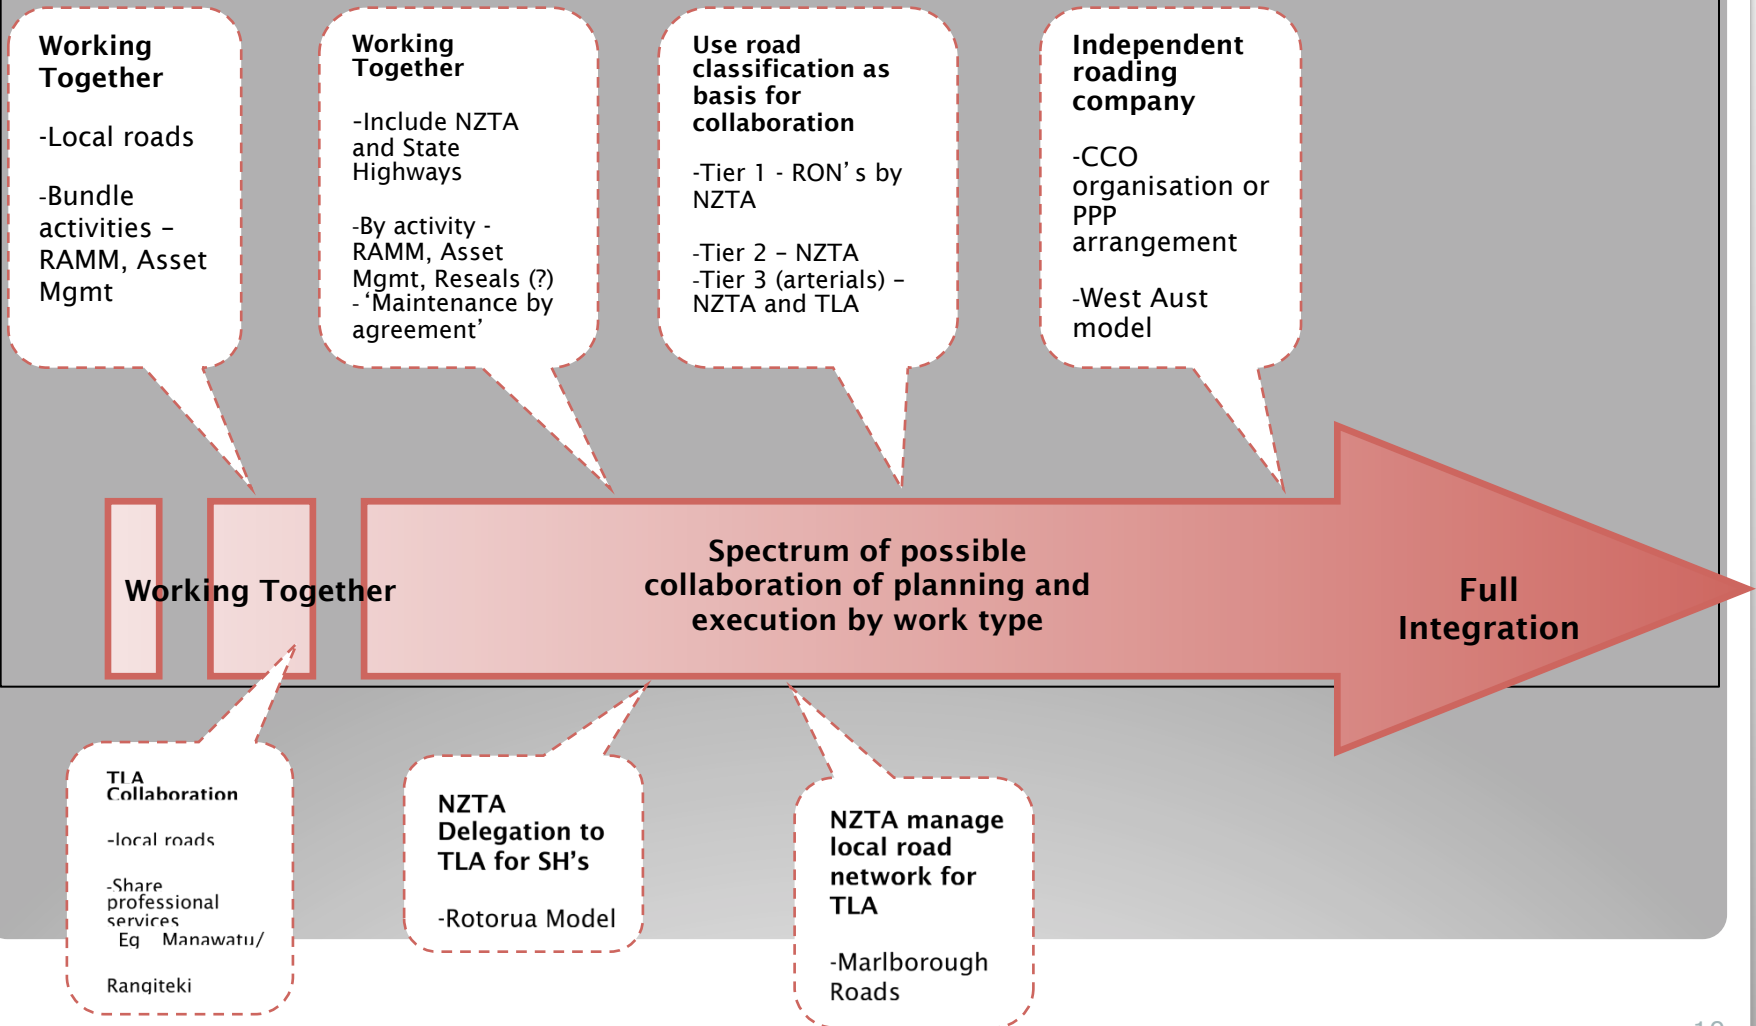 Working
Together
-Local roads
-Bundle
activities –
RAMM, Asset
Mgmt
Working
Together
-Include NZTA
and State
Highways
-By activity -
RAMM, Asset
Mgmt, Reseals (?)
- ‘Maintenance by
agreement’
Use road
classification as
basis for
collaboration
-Tier 1 - RON’ s by
NZTA
-Tier 2 – NZTA
-Tier 3 (arterials) –
NZTA and TLA
Independent
roading
company
-CCO
organisation or
PPP
arrangement
-West Aust
model
Working Together
Spectrum of possible
collaboration of planning and
execution by work type
Full
Integration
TLA
Collaboration
-local roads
-Share
professional
services
Eg Manawatu/
Rangiteki
NZTA
Delegation to
TLA for SH’s
-Rotorua Model
NZTA manage
local road
network for
TLA
-Marlborough
Roads